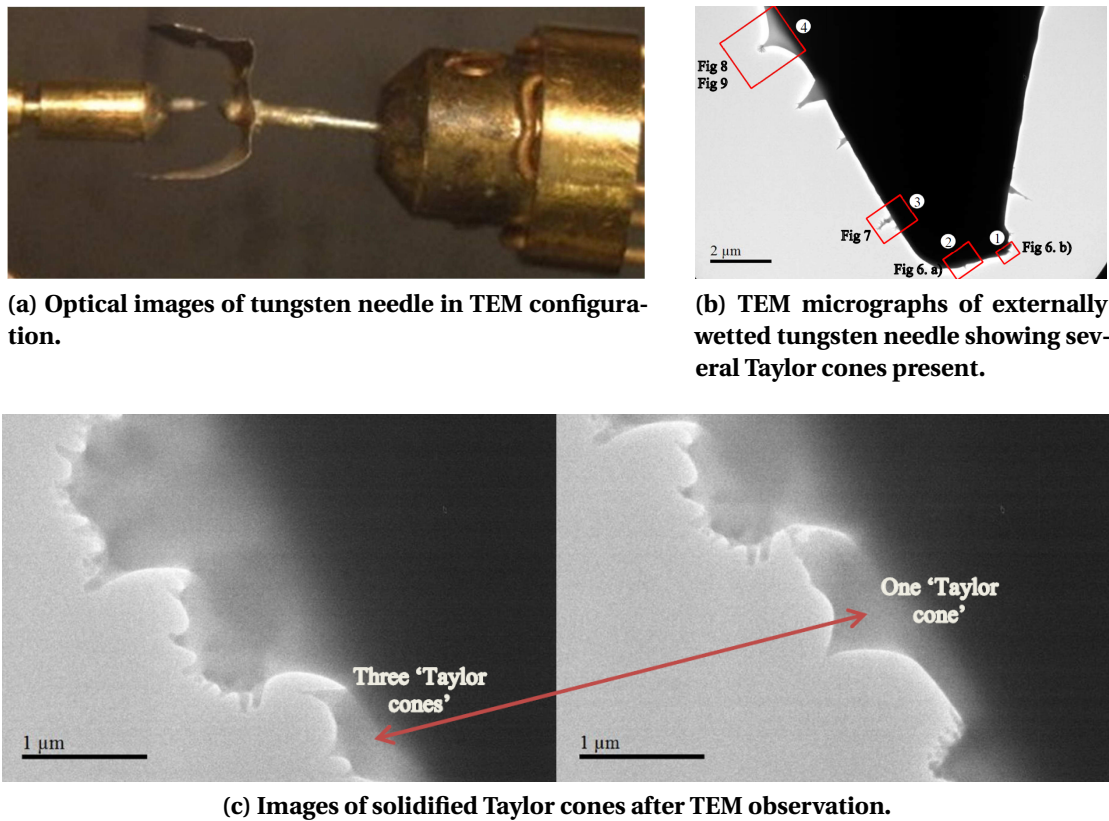 ④
Fig 8
Fig 9
③
Fig 7
②
①
Fig 6. b)
Fig 6. a)
2 µm
(a) Optical images of tungsten needle in TEM configura-
tion.
(b) TEM micrographs of externally
wetted tungsten needle showing sev-
eral Taylor cones present.
Three ‘Taylor
cones’
1 µm
One ‘Taylor
cone’
1 µm
(c) Images of solidified Taylor cones after TEM observation.